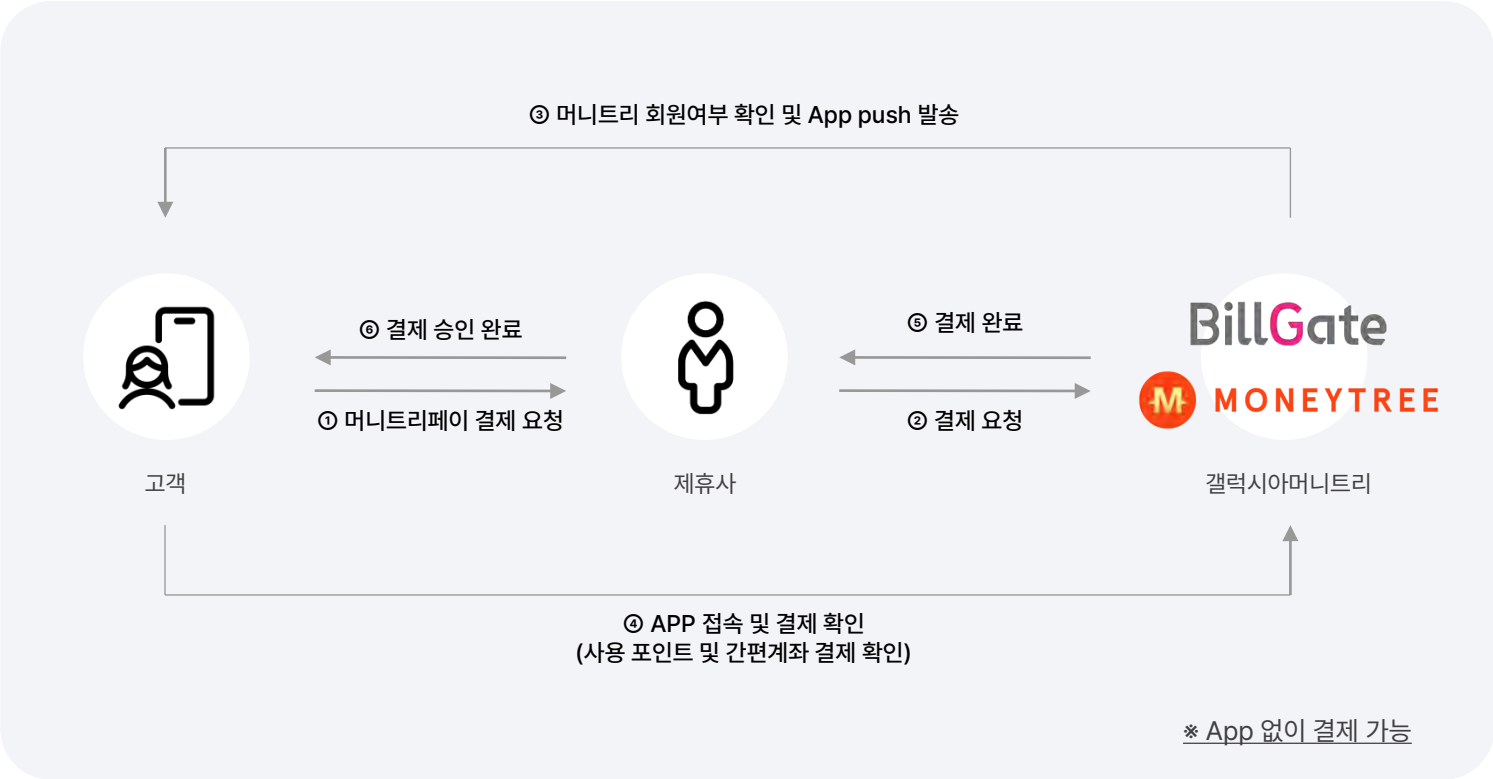 ③ 머니트리 회원여부 확인 및 App push 발송
⑥ 결제 승인 완료
① 머니트리페이 결제 요청
⑤ 결제 완료
② 결제 요청
BillGate
M MONEYTREE
고객
제휴사
갤럭시아머니트리
④ APP 접속 및 결제 확인
(사용 포인트 및 간편계좌 결제 확인)
※ App 없이 결제 가능